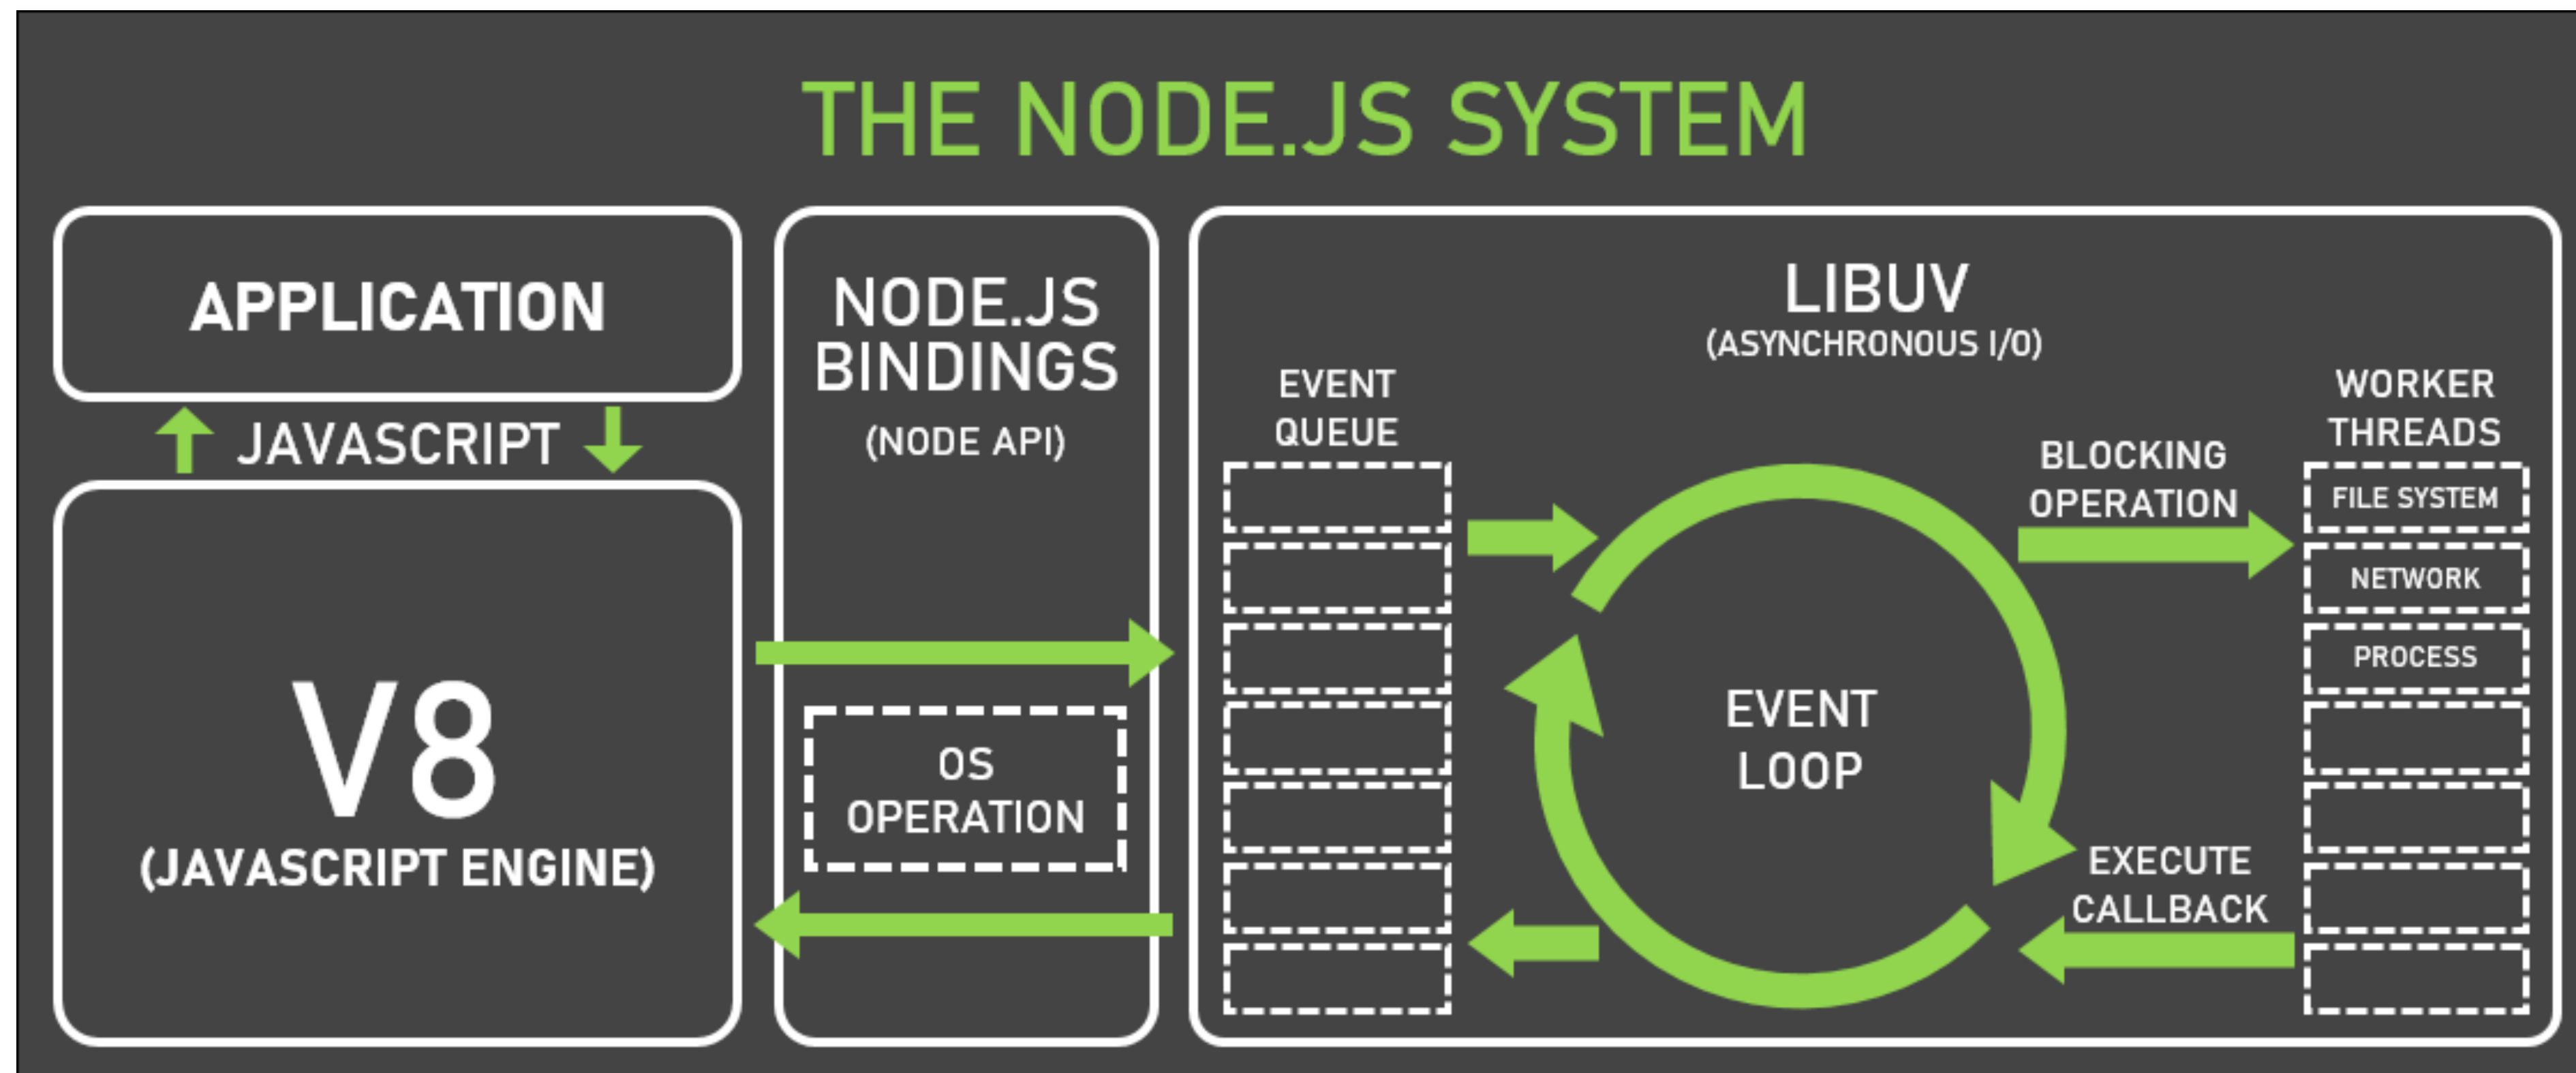 THE NODE.JS SYSTEM
APPLICATION
JAVASCRIPT
V8
(JAVASCRIPT ENGINE)
NODE.JS
BINDINGS
(NODE API)
OS
OPERATION
LIBUV
(ASYNCHRONOUS I/O)
EVENT
QUEUE
EVENT
LOOP
BLOCKING
OPERATION
EXECUTE
CALLBACK
WORKER
THREADS
FILE SYSTEM
NETWORK
PROCESS